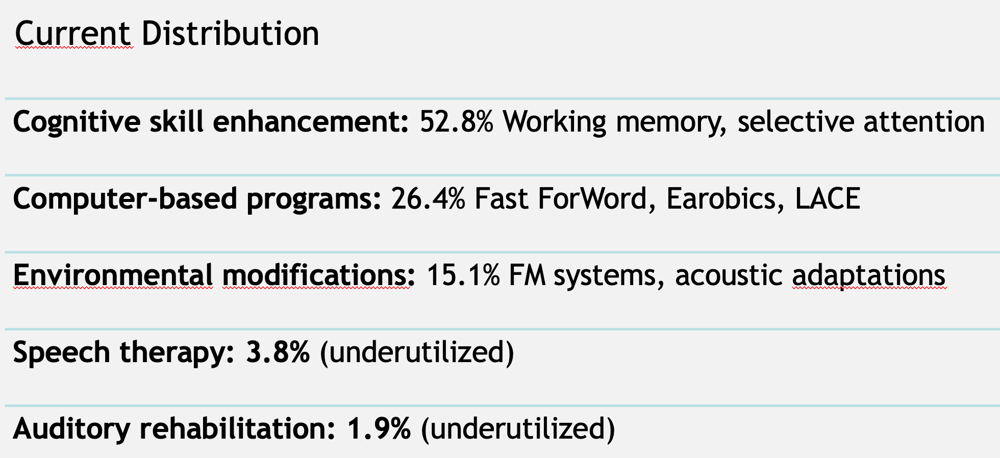 Current Distribution
Cognitive skill enhancement: 52.8% Working memory, selective attention
Computer-based programs: 26.4% Fast ForWord, Earobics, LACE
Environmental modifications: 15.1% FM systems, acoustic adaptations
Speech therapy: 3.8% (underutilized)
Auditory rehabilitation: 1.9% (underutilized)